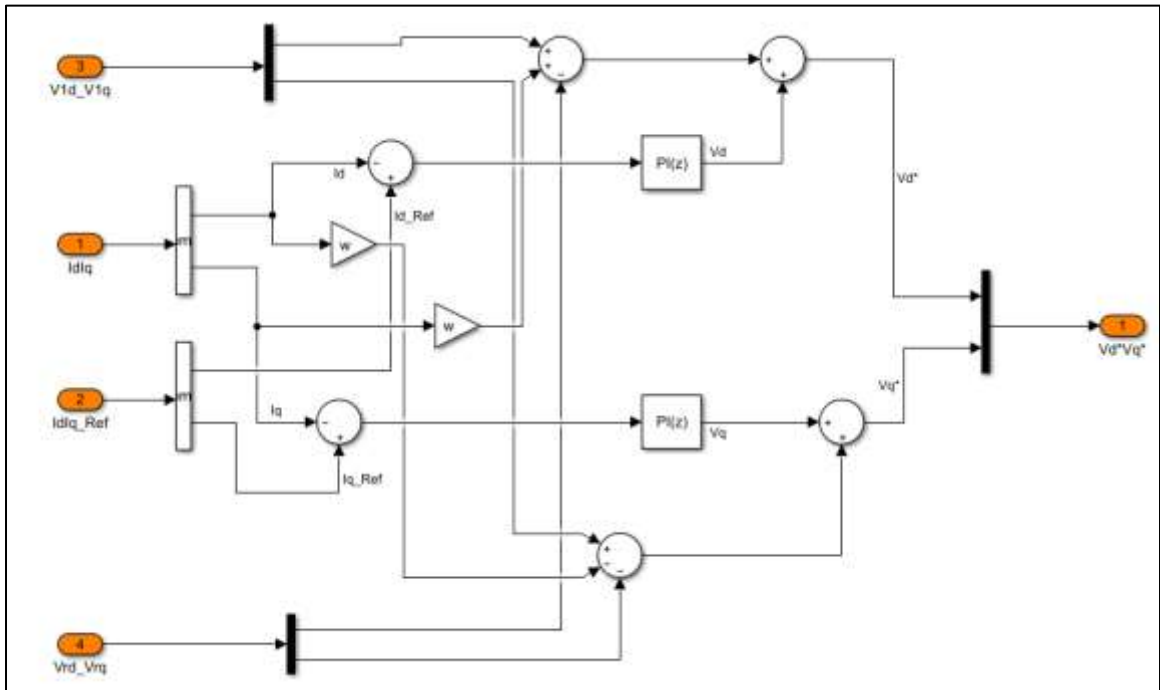 3
V1d_V1q
+
+
−
+
+
PI(z)
Vd
Vd*
−
+
Id
Id_Ref
1
IdIq
m
w
w
2
IdIq_Ref
m
Iq
−
+
Iq_Ref
PI(z)
Vq
+
+
Vq*
1
Vd*Vq*
+
−
−
4
Vrd_Vrq